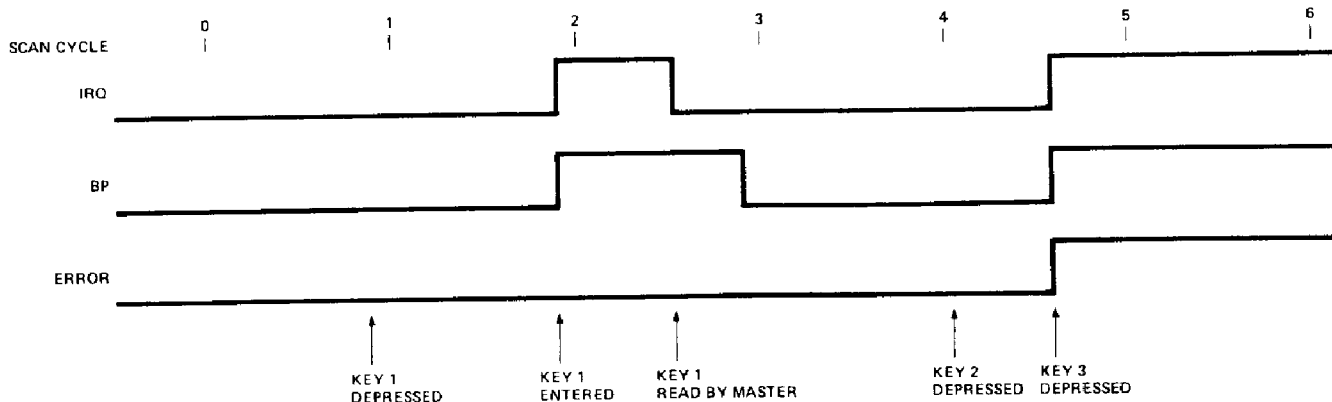 0 1 2 3 4 5 6
SCAN CYCLE
IRQ
BP
ERROR
KEY 1
DEPRESSED
KEY 1
ENTERED
KEY 1
READ BY MASTER
KEY 2
DEPRESSED
KEY 3
DEPRESSED